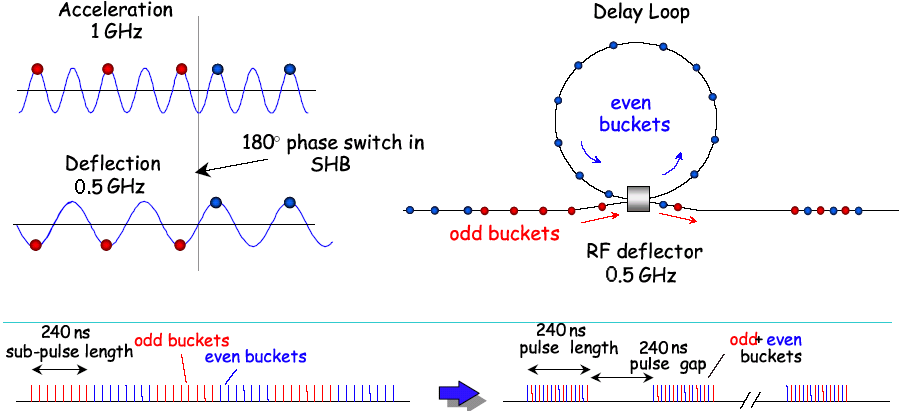 Acceleration
1 GHz
Delay Loop
even
buckets
180° phase switch in
SHB
Deflection
0.5 GHz
odd buckets
RF deflector
0.5 GHz
240 ns
sub-pulse length
odd buckets
even buckets
240 ns
pulse length
240 ns
pulse gap
odd+ even
buckets